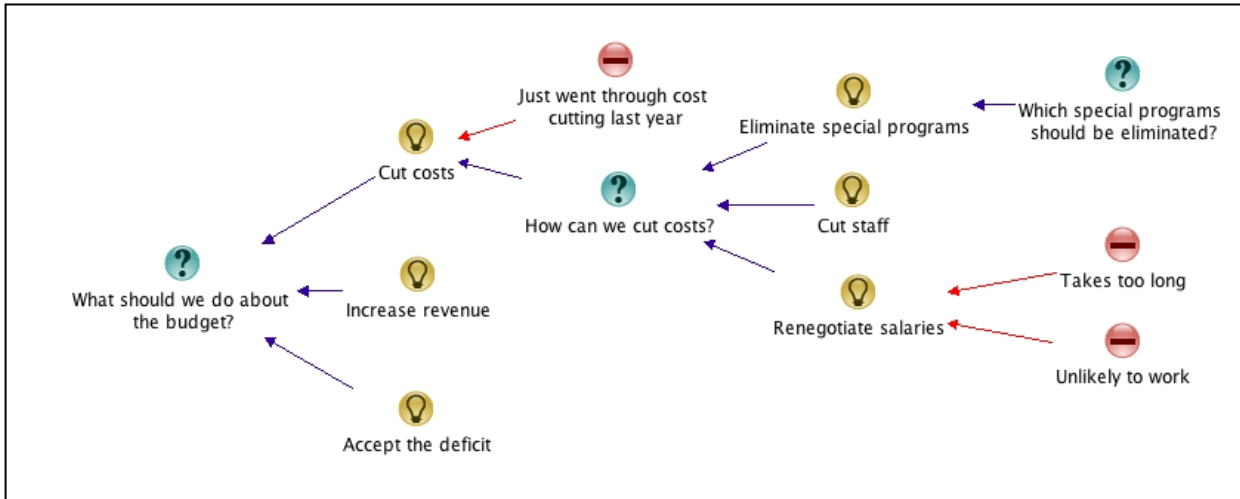 Just went through cost
cutting last year
Eliminate special programs
Which special programs
should be eliminated?
Cut costs
How can we cut costs?
Cut staff
What should we do about
the budget?
Increase revenue
Renegotiate salaries
Takes too long
Unlikely to work
Accept the deficit